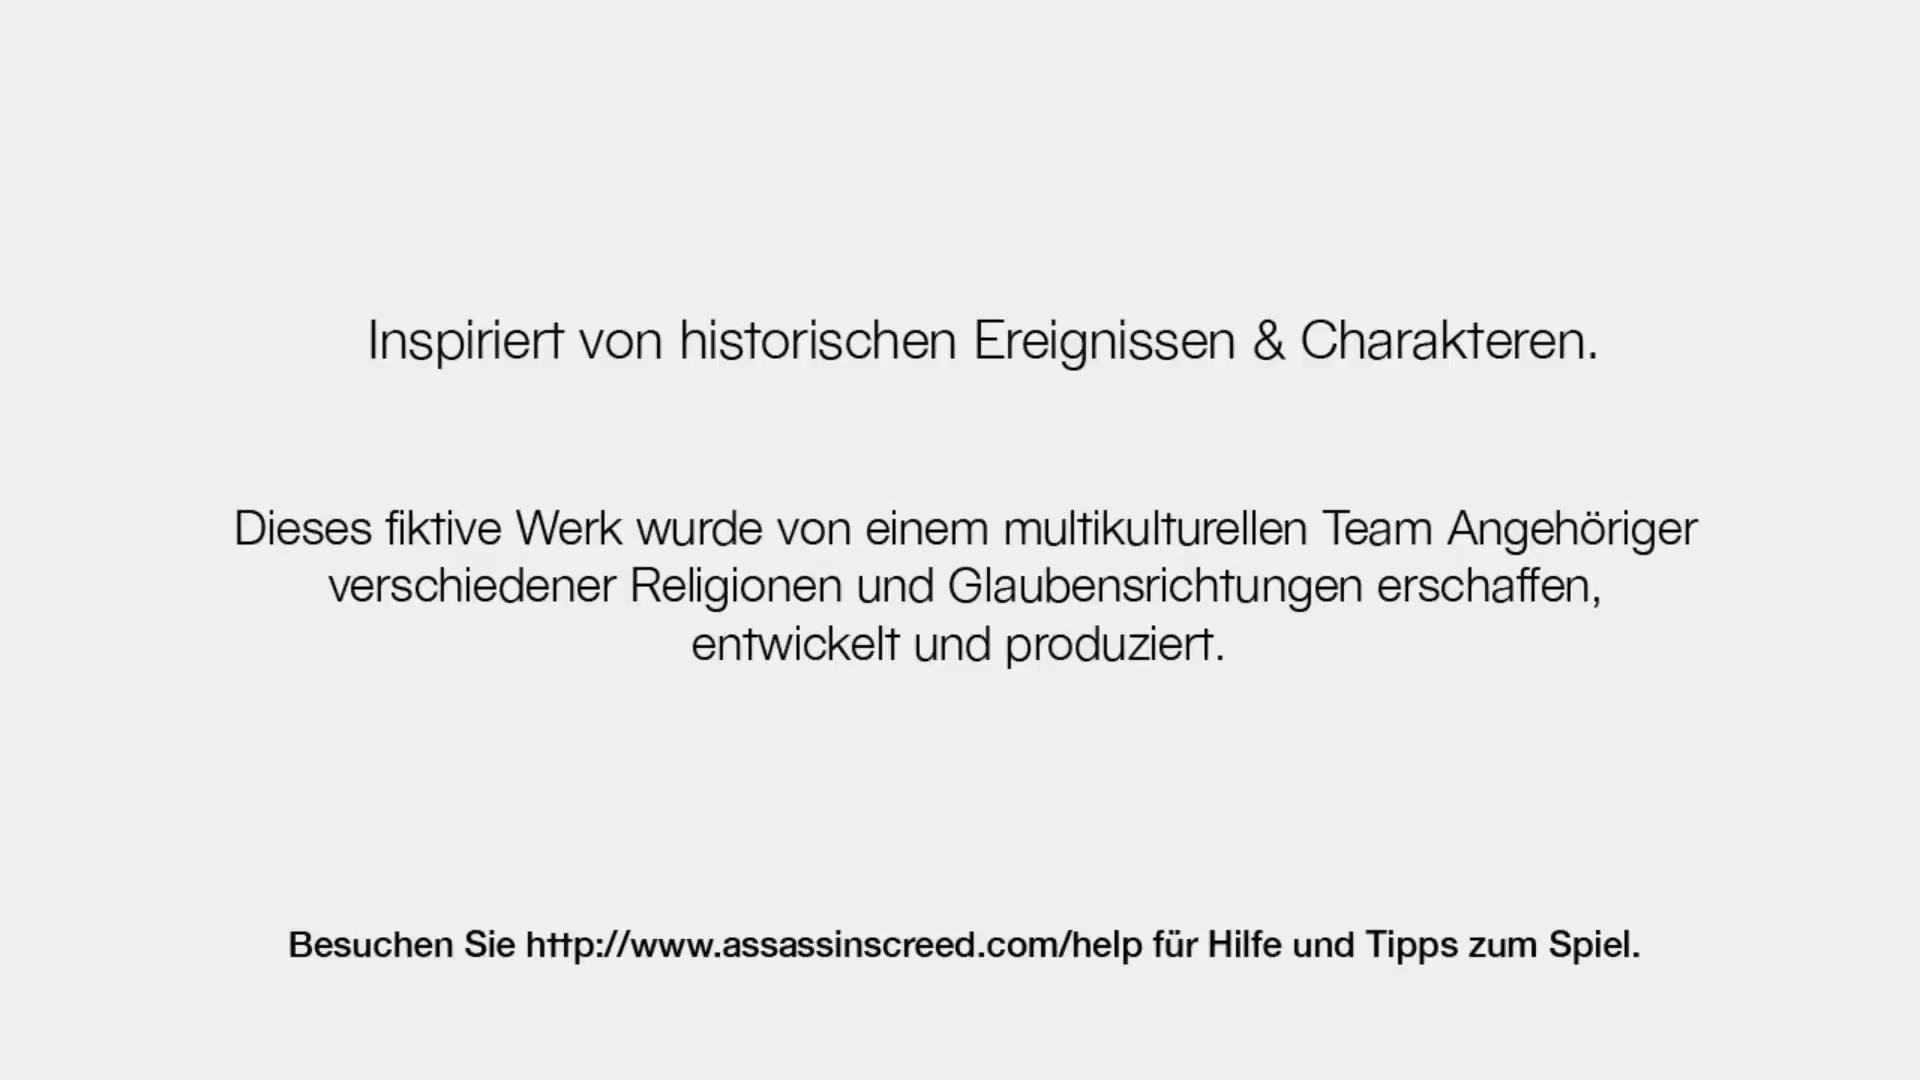 Inspiriert von historischen Ereignissen & Charakteren.
Dieses fiktive Werk wurde von einem multikulturellen Team Angehöriger
verschiedener Religionen und Glaubensrichtungen erschaffen,
entwickelt und produziert.
Besuchen Sie http://www.assassinscreed.com/help für Hilfe und Tipps zum Spiel.